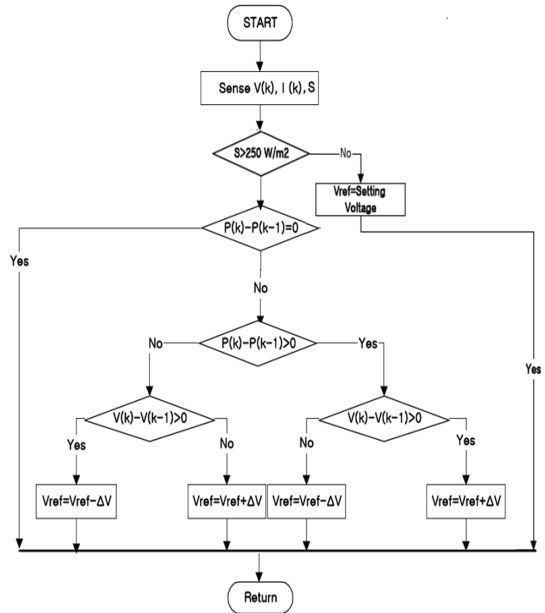 START
Sense V(k), I (k), S
S>250 W/m2
No
Vref=Setting
Voltage
P(k)-P(k-1)=0
Yes
No
P(k)-P(k-1)>0
No
Yes
Yes
V(k)-V(k-1)>0
V(k)-V(k-1)>0
Yes
No
No
Yes
Vref=Vref-ΔV
Vref=Vref+ΔV
Vref=Vref-ΔV
Vref=Vref+ΔV
Return